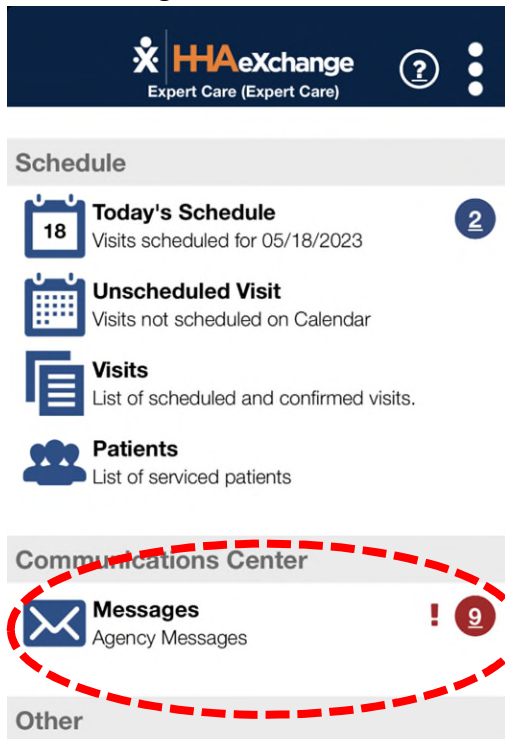 HHAeXchange
?
Expert Care (Expert Care)
Schedule
18
Today's Schedule
2
Visits scheduled for 05/18/2023
Unscheduled Visit
Visits not scheduled on Calendar
Visits
List of scheduled and confirmed visits.
Patients
List of serviced patients
Communications Center
Messages
! 9
Agency Messages
Other